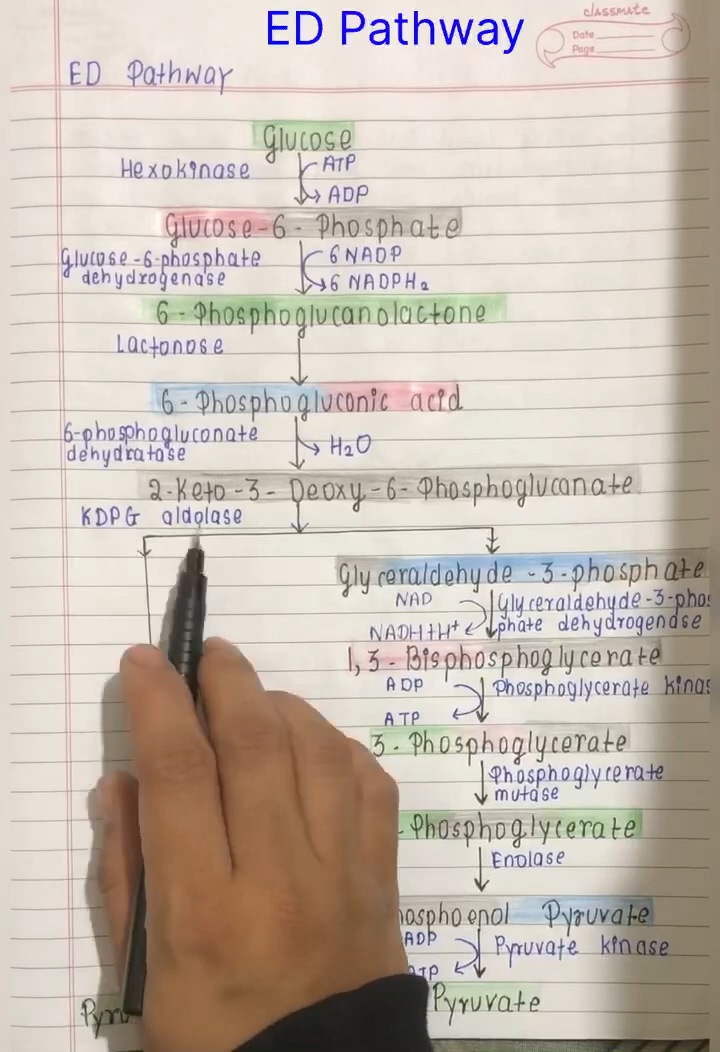 ED Pathway
classmate
Date
Page
ED Pathway
Glucose
Hexokinase
ATP
ADP
Glucose-6-Phosphate
Glucose-6-phosphate
dehydrogenase
6 NADP
6 NADPH₂
6-Phosphoglucanolactone
Lactonose
6-Phosphogluconic acid
6-phosphogluconate
dehydratase
H₂O
2-Keto-3-Deoxy-6-Phosphoglucanate
KDPG aldolase
Glyceraldehyde-3-phosphate
NAD
NADH+H⁺
Glyceraldehyde-3-phos
phate dehydrogenase
1,3-Bisphosphoglycerate
ADP
ATP
Phosphoglycerate kinas
3-Phosphoglycerate
Phosphoglycerate
mutase
-Phosphoglycerate
Enolase
hosphoenol Pyruvate
ADP
ATP
Pyruvate kinase
Pyru
Pyruvate